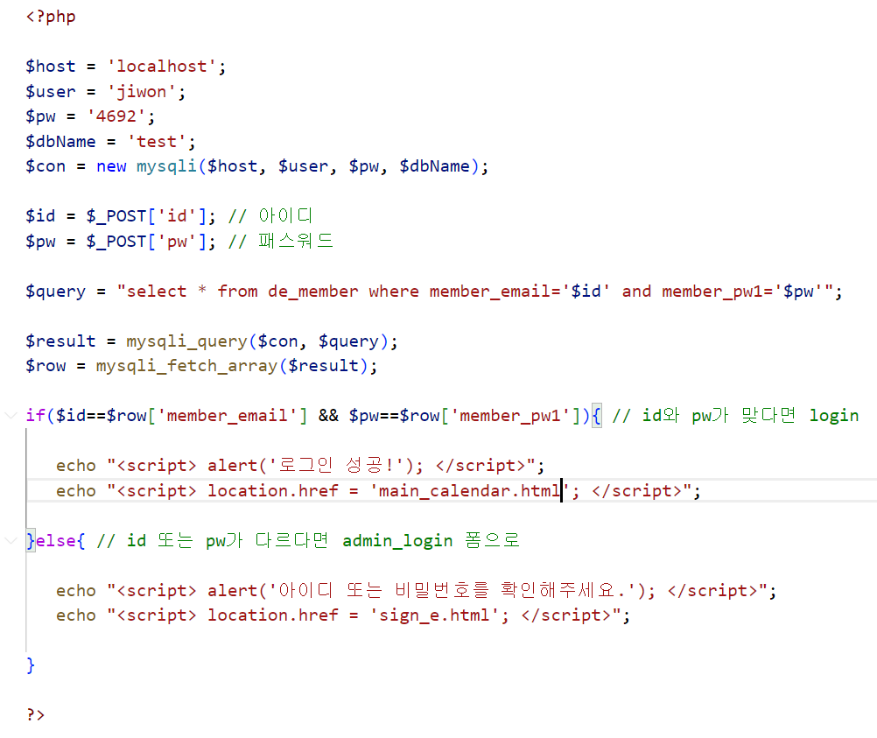 <?php
$host = 'localhost';
$user = 'jiwon';
$pw = '4692';
$dbName = 'test';
$con = new mysqli($host, $user, $pw, $dbName);
$id = $_POST['id']; // 아이디
$pw = $_POST['pw']; // 패스워드
$query = "select * from de_member where member_email='$id' and member_pw1='$pw'";
$result = mysqli_query($con, $query);
$row = mysqli_fetch_array($result);
if($id==$row['member_email'] && $pw==$row['member_pw1']){ // id와 pw가 맞다면 login
echo "<script> alert('로그인 성공!'); </script>";
echo "<script> location.href = 'main_calendar.html'; </script>";
}else{ // id 또는 pw가 다르다면 admin_login 폼으로
echo "<script> alert('아이디 또는 비밀번호를 확인해주세요.'); </script>";
echo "<script> location.href = 'sign_e.html'; </script>";
}
?>